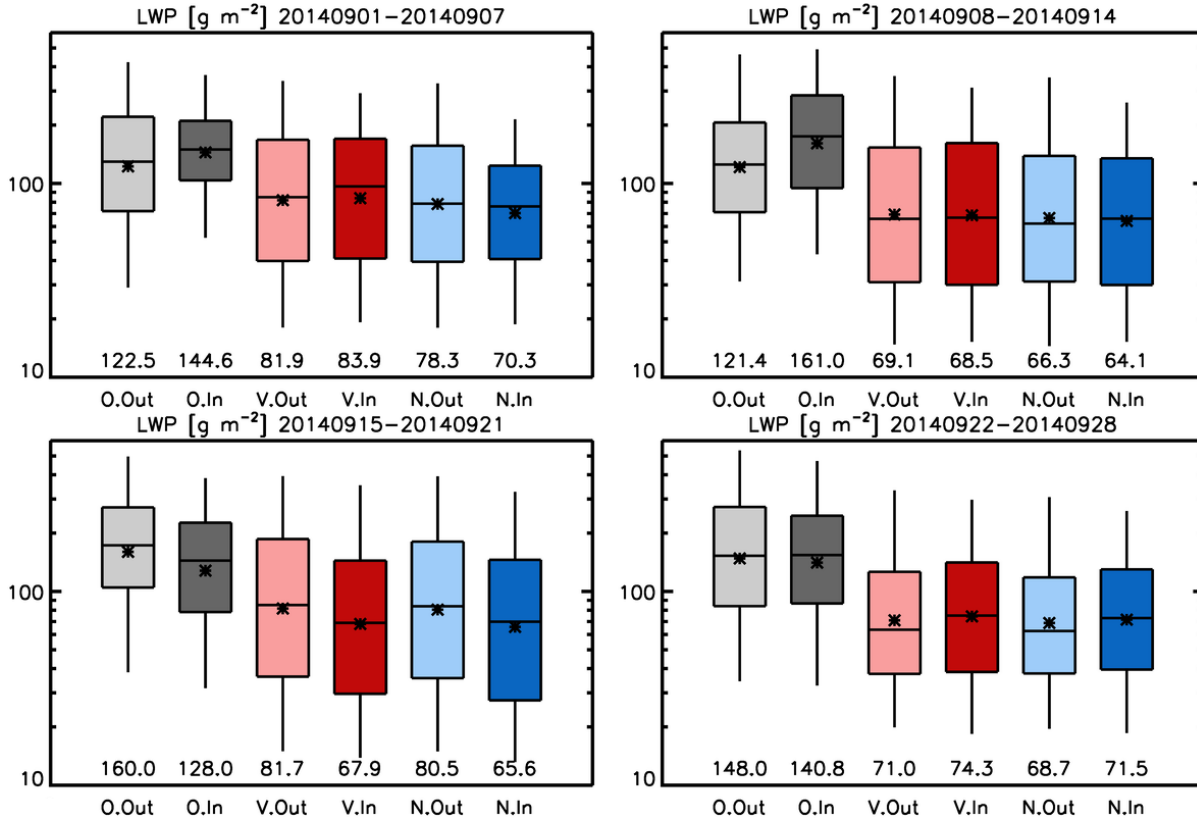 LWP [g m−2] 20140901−20140907
100
10
122.5 144.6 81.9 83.9 78.3 70.3
O.Out O.In V.Out V.In N.Out N.In
LWP [g m−2] 20140908−20140914
100
10
121.4 161.0 69.1 68.5 66.3 64.1
O.Out O.In V.Out V.In N.Out N.In
LWP [g m−2] 20140915−20140921
100
10
160.0 128.0 81.7 67.9 80.5 65.6
O.Out O.In V.Out V.In N.Out N.In
LWP [g m−2] 20140922−20140928
100
10
148.0 140.8 71.0 74.3 68.7 71.5
O.Out O.In V.Out V.In N.Out N.In